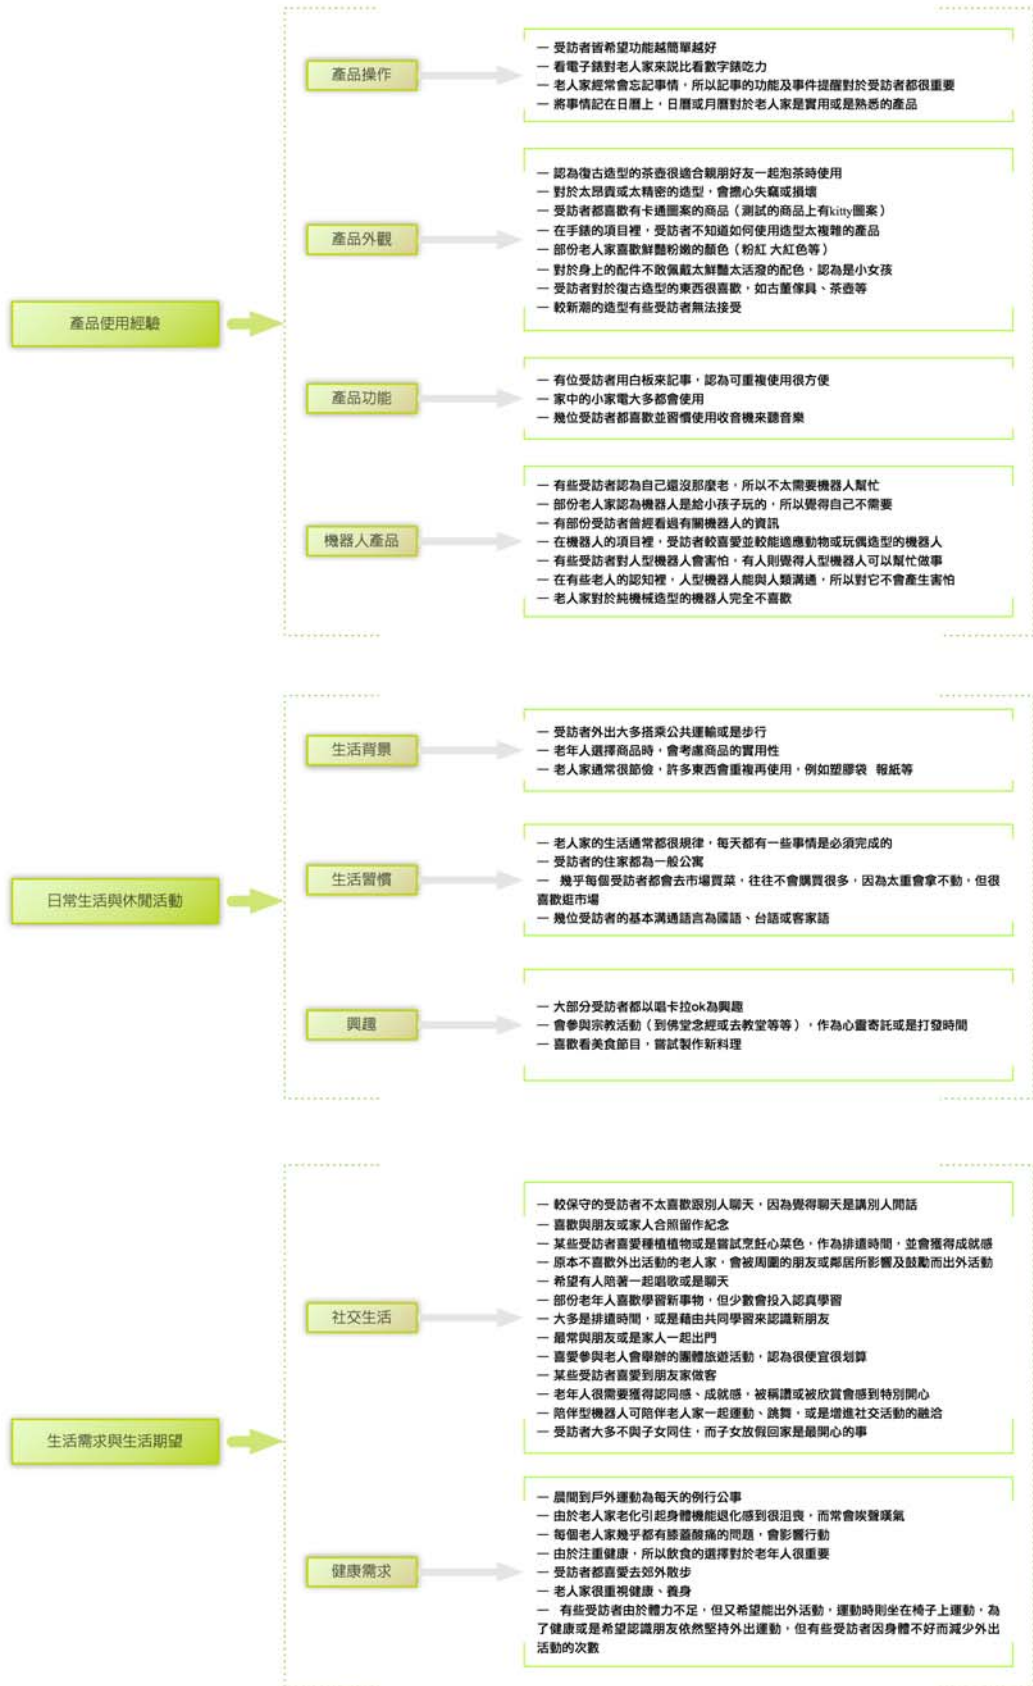 產品使用經驗
產品操作
— 受訪者皆希望功能越簡單越好
— 看電子錶對老人家來說比看數字錶吃力
— 老人家經常會忘記事情，所以記事的功能及事件提醒對於受訪者都很重要
— 將事情記在日曆上，日曆或月曆對於老人家是實用或是熟悉的產品
產品外觀
— 認為復古造型的茶壺很適合親朋好友一起泡茶時使用
— 對於太昂貴或太精密的造型，會擔心失竊或損壞
— 受訪者都喜歡有卡通圖案的商品（測試的商品上有kitty圖案）
— 在手錶的項目裡，受訪者不知道如何使用造型太複雜的產品
— 部份老人家喜歡鮮豔粉嫩的顏色（粉紅 大紅色等）
— 對於身上的配件不敢佩戴太鮮豔太活潑的配色，認為是小女孩
— 受訪者對於復古造型的東西很喜歡，如古董傢具、茶壺等
— 較新潮的造型有些受訪者無法接受
產品功能
— 有位受訪者用白板來記事，認為可重複使用很方便
— 家中的小家電大多都會使用
— 幾位受訪者都喜歡並習慣使用收音機來聽音樂
機器人產品
— 有些受訪者認為自己還沒那麼老，所以不太需要機器人幫忙
— 部份老人家認為機器人是給小孩子玩的，所以覺得自己不需要
— 有部份受訪者曾經看過有關機器人的資訊
— 在機器人的項目裡，受訪者較喜愛並較能適應動物或玩偶造型的機器人
— 有些受訪者對人型機器人會害怕，有人則覺得人型機器人可以幫忙做事
— 在有些老人的認知裡，人型機器人能與人類溝通，所以對它不會產生害怕
— 老人家對於純機械造型的機器人完全不喜歡
日常生活與休閒活動
生活背景
— 受訪者外出大多搭乘公共運輸或是步行
— 老年人選擇商品時，會考慮商品的實用性
— 老人家通常很節儉，許多東西會重複再使用，例如塑膠袋 報紙等
生活習慣
— 老人家的生活通常都很規律，每天都有一些事情是必須完成的
— 受訪者的住家都為一般公寓
— 幾乎每個受訪者都會去市場買菜，往往不會購買很多，因為太重會拿不動，但很
喜歡逛市場
— 幾位受訪者的基本溝通語言為國語、台語或客家語
興趣
— 大部分受訪者都以唱卡拉ok為興趣
— 會參與宗教活動（到佛堂念經或去教堂等等），作為心靈寄託或是打發時間
— 喜歡看美食節目，嘗試製作新料理
生活需求與生活期望
社交生活
— 較保守的受訪者不太喜歡跟別人聊天，因為覺得聊天是講別人閒話
— 喜歡與朋友或家人合照留作紀念
— 某些受訪者喜愛種植植物或是嘗試烹飪心菜色，作為排遣時間，並會獲得成就感
— 原本不喜歡外出活動的老人家，會被周圍的朋友或鄰居所影響及鼓勵而出外活動
— 希望有人陪著一起唱歌或是聊天
— 部份老年人喜歡學習新事物，但少數會投入認真學習
— 大多是排遣時間，或是藉由共同學習來認識新朋友
— 最常與朋友或是家人一起出門
— 喜愛參與老人會舉辦的團體旅遊活動，認為很便宜很划算
— 某些受訪者喜愛到朋友家做客
— 老年人很需要獲得認同感、成就感，被稱讚或被欣賞會感到特別開心
— 陪伴型機器人可陪伴老人家一起運動、跳舞，或是增進社交活動的融洽
— 受訪者大多不與子女同住，而子女放假回家是最開心的事
健康需求
— 晨間到戶外運動為每天的例行公事
— 由於老人家老化引起身體機能退化感到很沮喪，而常會唉聲嘆氣
— 每個老人家幾乎都有膝蓋酸痛的問題，會影響行動
— 由於注重健康，所以飲食的選擇對於老年人很重要
— 受訪者都喜愛去郊外散步
— 老人家很重視健康、養身
— 有些受訪者由於體力不足，但又希望能出外活動，運動時則坐在椅子上運動，為
了健康或是希望認識朋友依然堅持外出運動，但有些受訪者因身體不好而減少外出
活動的次數